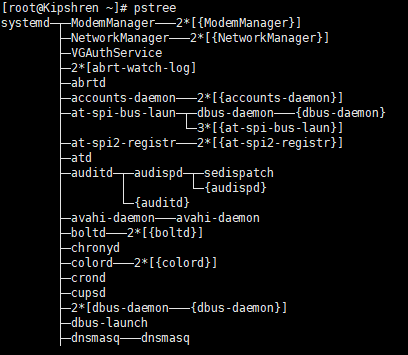 [root@Kipshren ~]# pstree
systemd─┬─ModemManager───2*[{ModemManager}]
        ├─NetworkManager───2*[{NetworkManager}]
        ├─VGAuthService
        ├─2*[abrt-watch-log]
        ├─abrtd
        ├─accounts-daemon───2*[{accounts-daemon}]
        ├─at-spi-bus-laun─┬─dbus-daemon───{dbus-daemon}
        │                 └─3*[{at-spi-bus-laun}]
        ├─at-spi2-registr───2*[{at-spi2-registr}]
        ├─atd
        ├─auditd─┬─audispd─┬─sedispatch
        │        │         └─{audispd}
        │        └─{auditd}
        ├─avahi-daemon───avahi-daemon
        ├─boltd───2*[{boltd}]
        ├─chronyd
        ├─colord───2*[{colord}]
        ├─crond
        ├─cupsd
        ├─2*[dbus-daemon───{dbus-daemon}]
        ├─dbus-launch
        ├─dnsmasq───dnsmasq